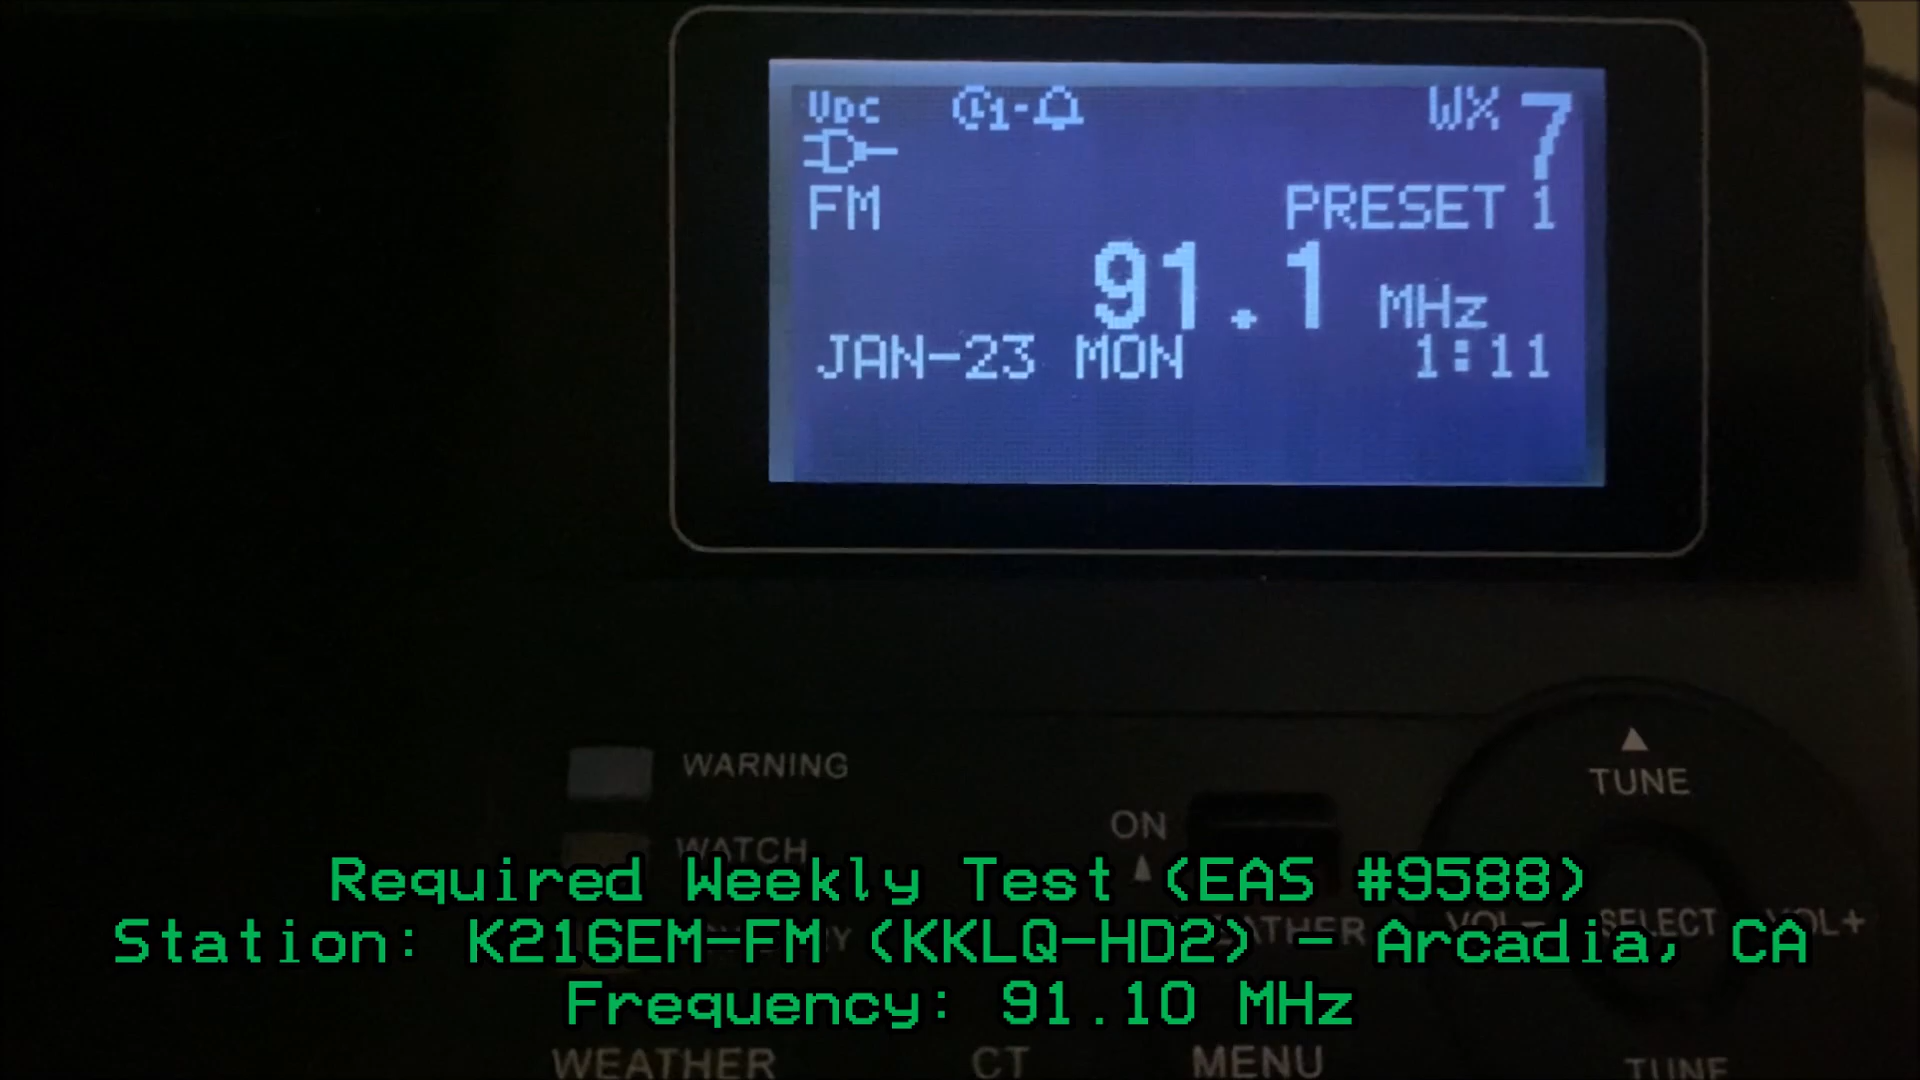 VDC 1- WX 7
FM PRESET 1
91.1 MHz
JAN-23 MON 1:11
WARNING
TUNE
ON
WATCH
Required Weekly Test (EAS #9588)
VOL- SELECT VOL+
Station: K216EM-FM (KKLQ-HD2) - Arcadia, CA
Frequency: 91.10 MHz
WEATHER CT MENU TUNE